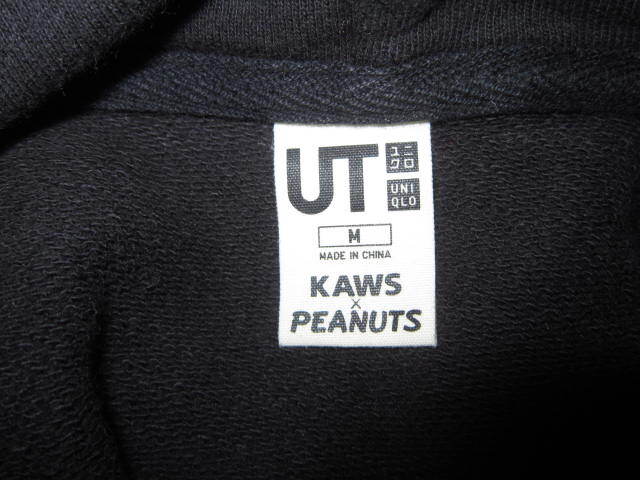 UT
ユニ
クロ
UNI
QLO
M
MADE IN CHINA
KAWS
×
PEANUTS